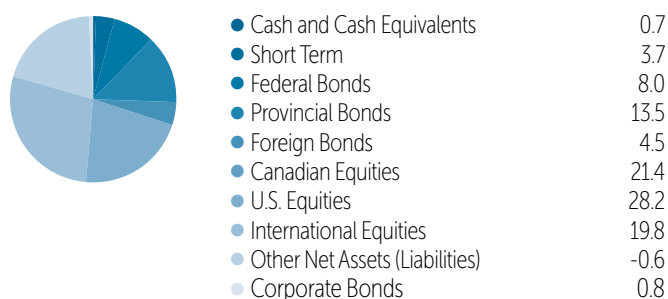 Cash and Cash Equivalents 0.7
Short Term 3.7
Federal Bonds 8.0
Provincial Bonds 13.5
Foreign Bonds 4.5
Canadian Equities 21.4
U.S. Equities 28.2
International Equities 19.8
Other Net Assets (Liabilities) -0.6
Corporate Bonds 0.8